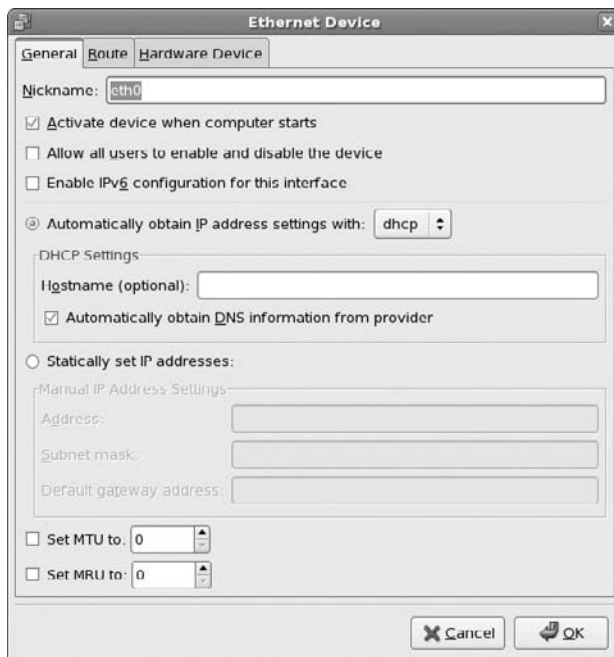 Ethernet Device
General Route Hardware Device
Nickname: eth0
Activate device when computer starts
Allow all users to enable and disable the device
Enable IPv6 configuration for this interface
Automatically obtain IP address settings with: dhcp
DHCP Settings
Hostname (optional):
Automatically obtain DNS information from provider
Statically set IP addresses:
Manual IP Address Settings
Address:
Subnet mask:
Default gateway address:
Set MTU to: 0
Set MRU to: 0
Cancel OK